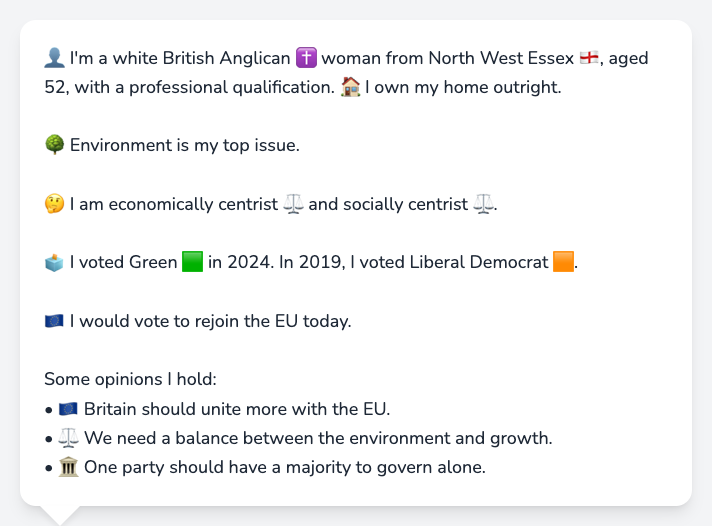 👤 I'm a white British Anglican ✝️ woman from North West Essex 🏴󠁧󠁢󠁥󠁮󠁧󠁿, aged
52, with a professional qualification. 🏠 I own my home outright.
🌳 Environment is my top issue.
🤔 I am economically centrist ⚖️ and socially centrist ⚖️.
🗳️ I voted Green 🟩 in 2024. In 2019, I voted Liberal Democrat 🟧.
🇪🇺 I would vote to rejoin the EU today.
Some opinions I hold:
• 🇪🇺 Britain should unite more with the EU.
• ⚖️ We need a balance between the environment and growth.
• 🏛️ One party should have a majority to govern alone.